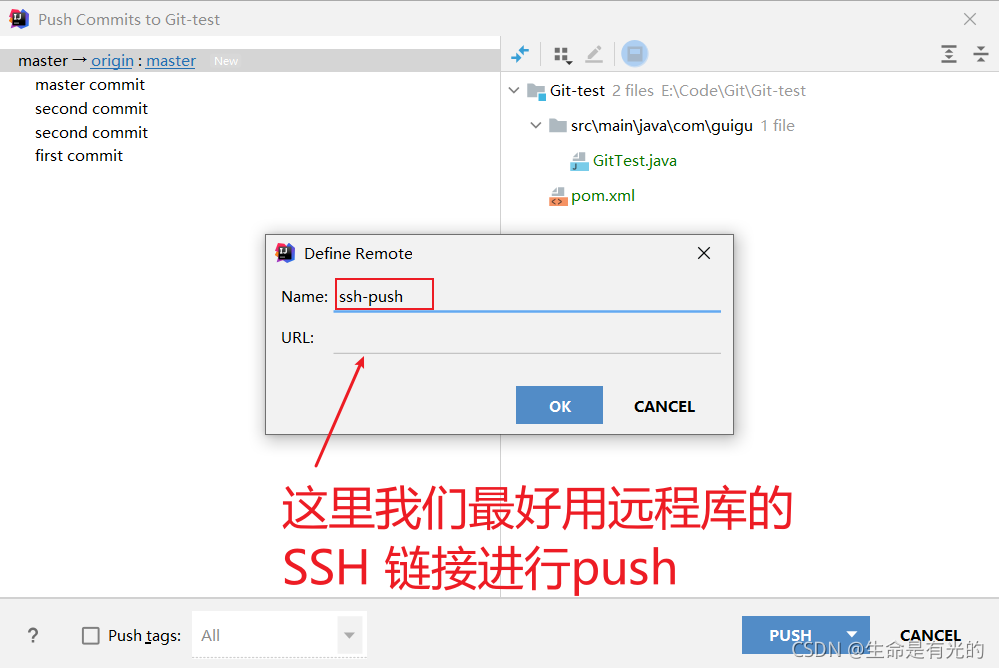 Push Commits to Git-test
master → origin : master New
master commit
second commit
second commit
first commit
Git-test 2 files E:\Code\Git\Git-test
src\main\java\com\guigu 1 file
GitTest.java
pom.xml
Define Remote
Name: ssh-push
URL:
OK CANCEL
这里我们最好用远程库的
SSH 链接进行push
? Push tags: All PUSH CANCEL
CSDN @生命是有光的